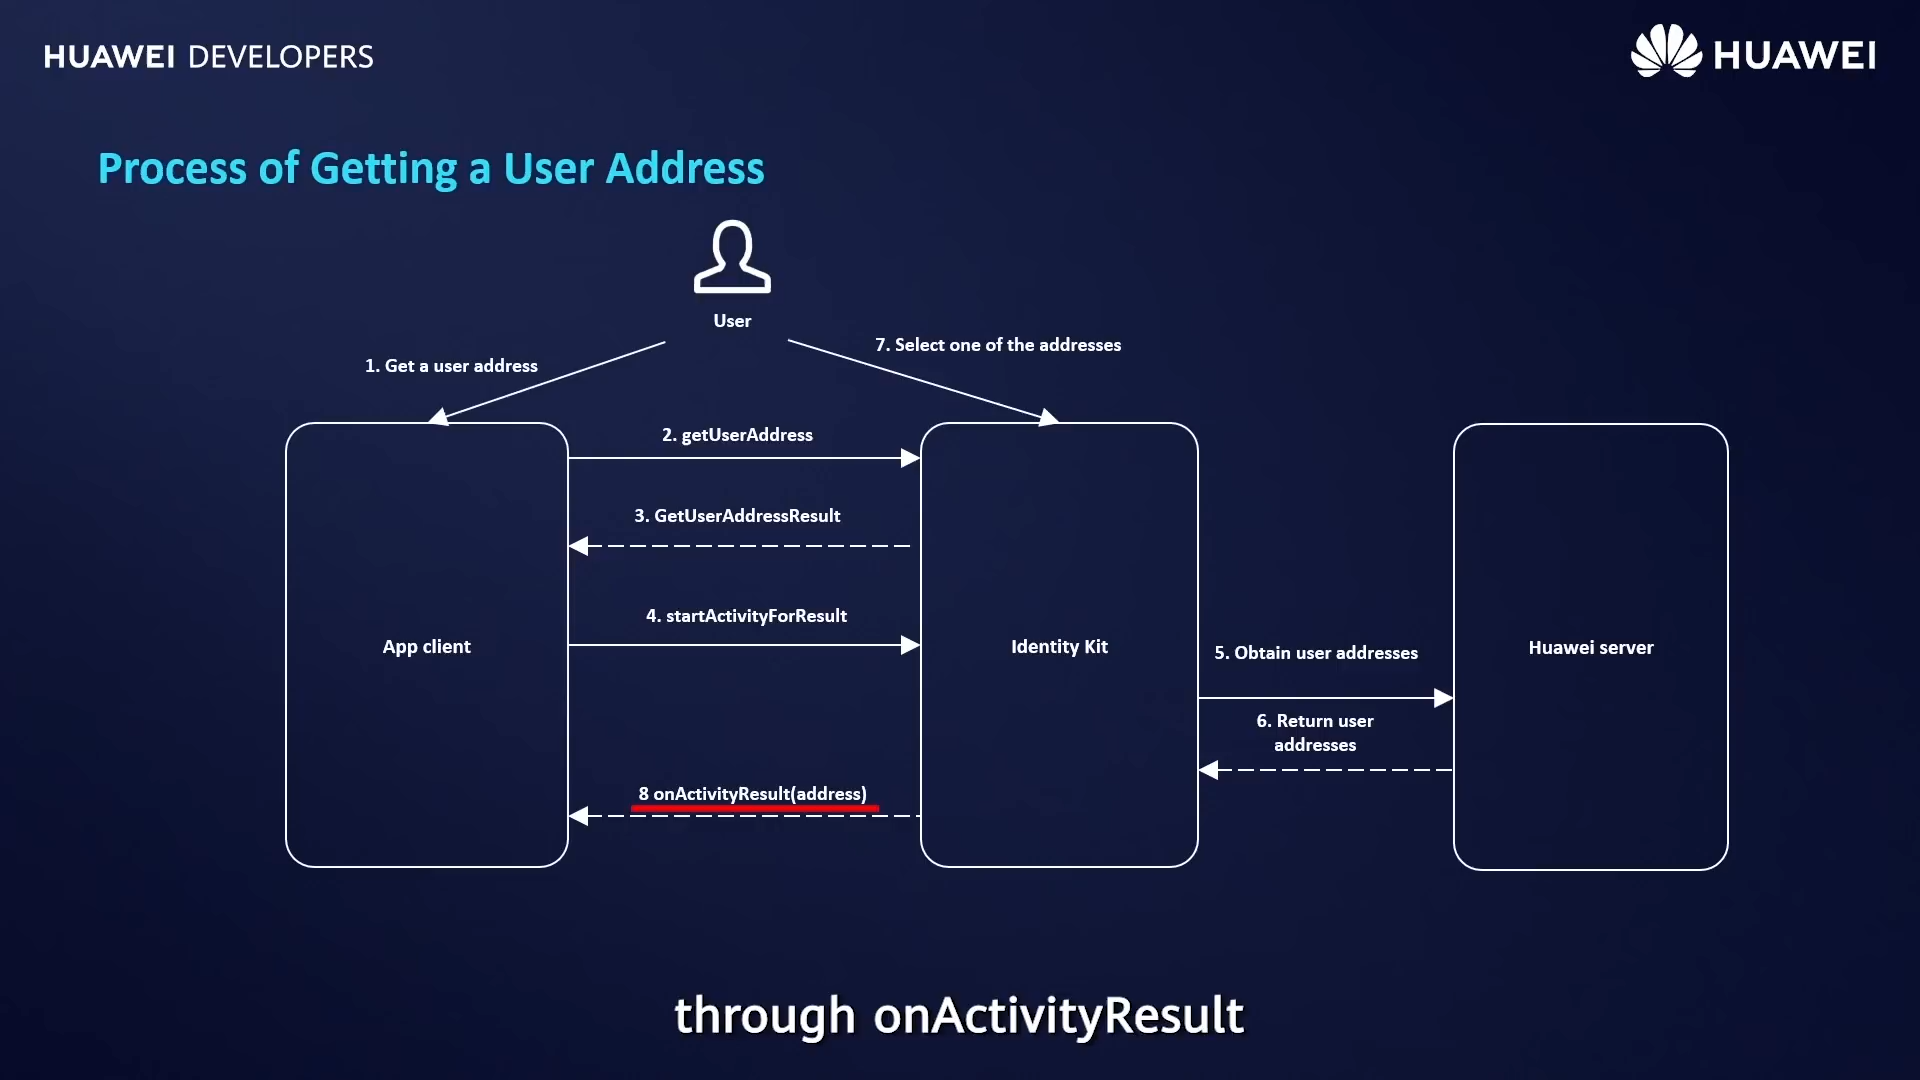 HUAWEI DEVELOPERS
HUAWEI
Process of Getting a User Address
User
1. Get a user address
7. Select one of the addresses
2. getUserAddress
3. GetUserAddressResult
4. startActivityForResult
App client
Identity Kit
5. Obtain user addresses
Huawei server
6. Return user
addresses
8 onActivityResult(address)
through onActivityResult